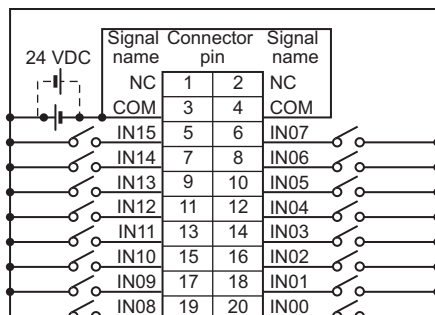 Signal name Connector pin Signal name
24 VDC
NC 1 2 NC
COM 3 4 COM
IN15 5 6 IN07
IN14 7 8 IN06
IN13 9 10 IN05
IN12 11 12 IN04
IN11 13 14 IN03
IN10 15 16 IN02
IN09 17 18 IN01
IN08 19 20 IN00